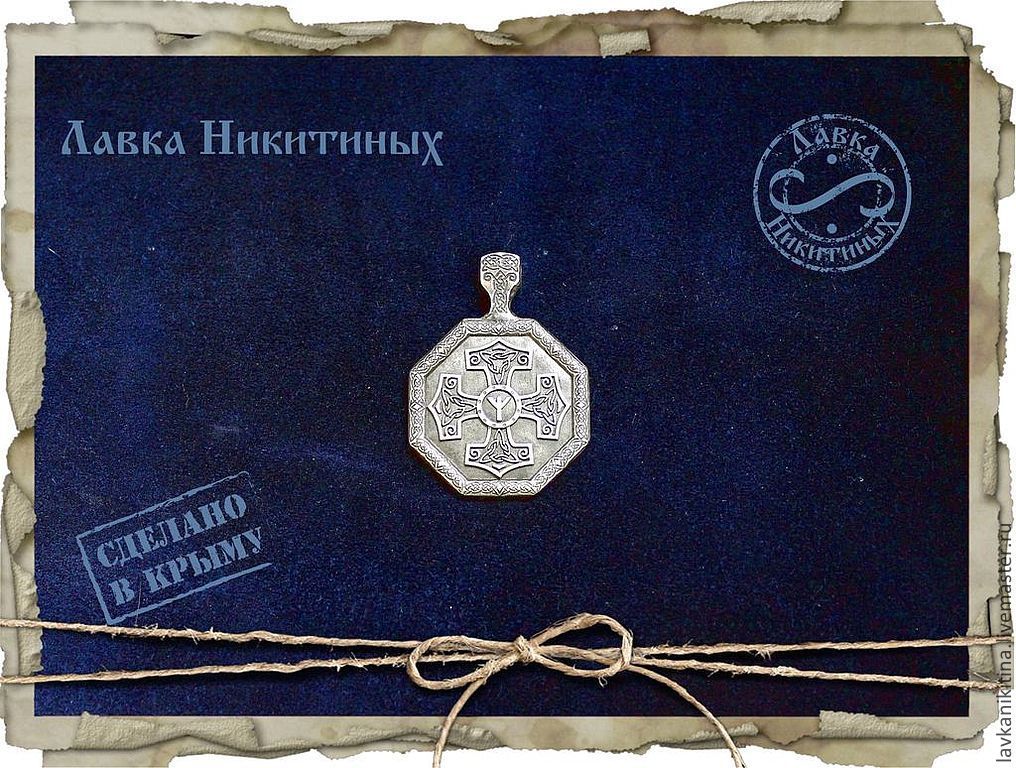 Лавка Никитиных
Лавка
Никитиных
СДЕЛАНО
В КРЫМУ
lavkanikitina.livemaster.ru